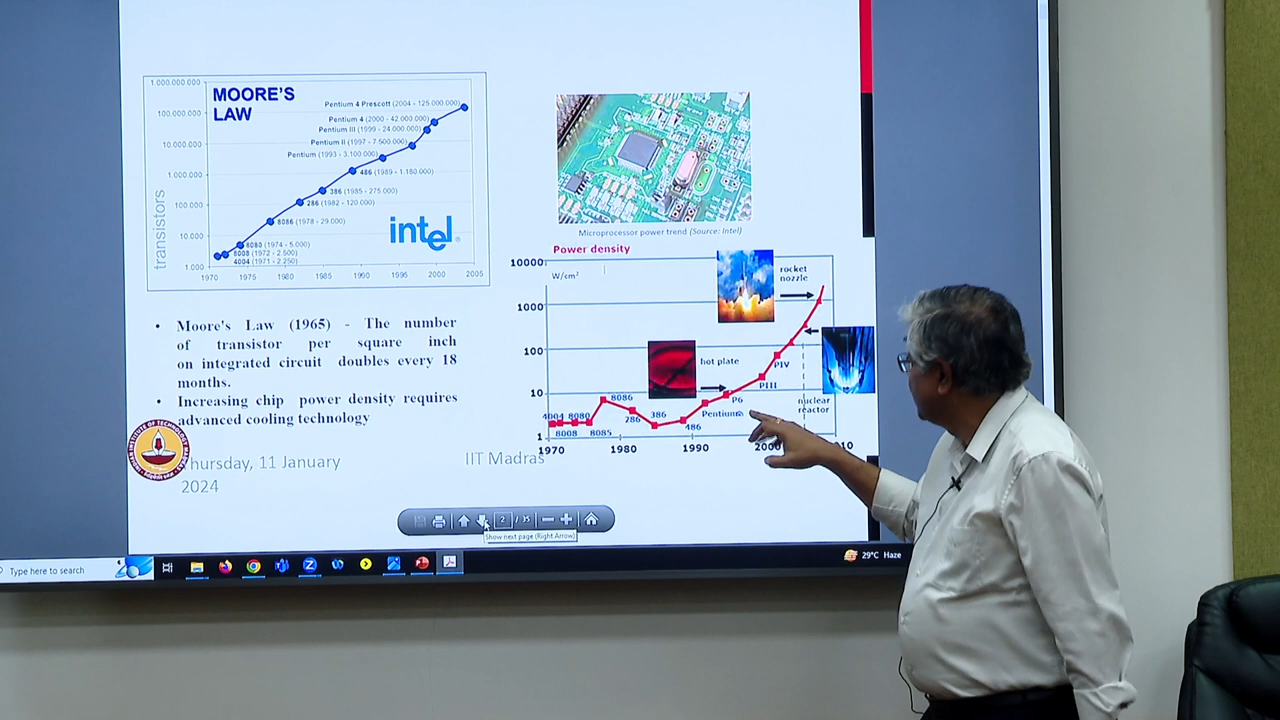 MOORE'S
LAW
transistors
1.000.000.000
100.000.000
10.000.000
1.000.000
100.000
10.000
1.000
1970
1975
1980
1985
1990
1995
2000
2005
Pentium 4 Prescott (2004 - 125.000.000)
Pentium 4 (2000 - 42.000.000)
Pentium III (1999 - 24.000.000)
Pentium II (1997 - 7.500.000)
Pentium (1993 - 3.100.000)
486 (1989 - 1.180.000)
386 (1985 - 275.000)
286 (1982 - 120.000)
8086 (1978 - 29.000)
8080 (1974 - 5.000)
8008 (1972 - 2.500)
4004 (1971 - 2.250)
intel
Microprocessor power trend (Source: Intel)
Power density
W/cm²
10000
1000
100
10
1
1970
1980
1990
200
010
rocket
nozzle
hot plate
nuclear
reactor
PIV
PIII
P6
Pentium
486
386
286
8086
8085
4004 8080
8008
• Moore's Law (1965) - The number
of transistor per square inch
on integrated circuit doubles every 18
months.
• Increasing chip power density requires
advanced cooling technology
hursday, 11 January
2024
IIT Madras
2 / 35
Show next page (Right Arrow)
Type here to search
29°C Haze